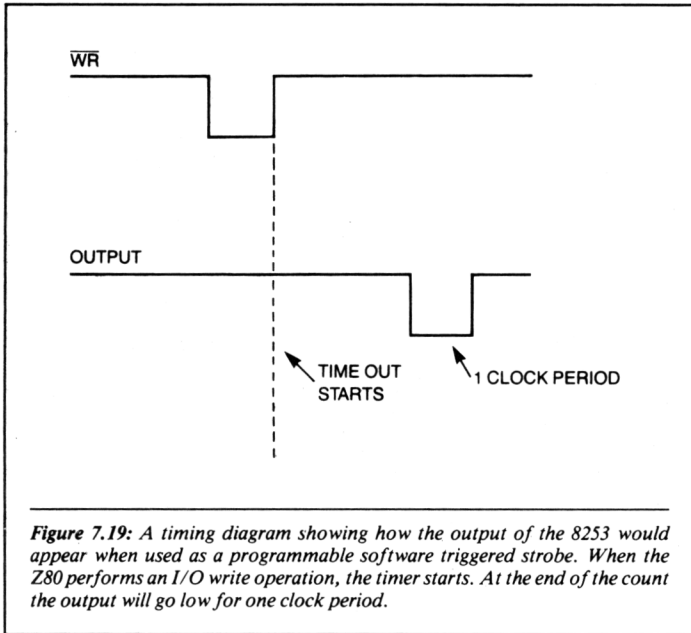 WR
OUTPUT
TIME OUT
STARTS
1 CLOCK PERIOD
Figure 7.19: A timing diagram showing how the output of the 8253 would
appear when used as a programmable software triggered strobe. When the
Z80 performs an I/O write operation, the timer starts. At the end of the count
the output will go low for one clock period.